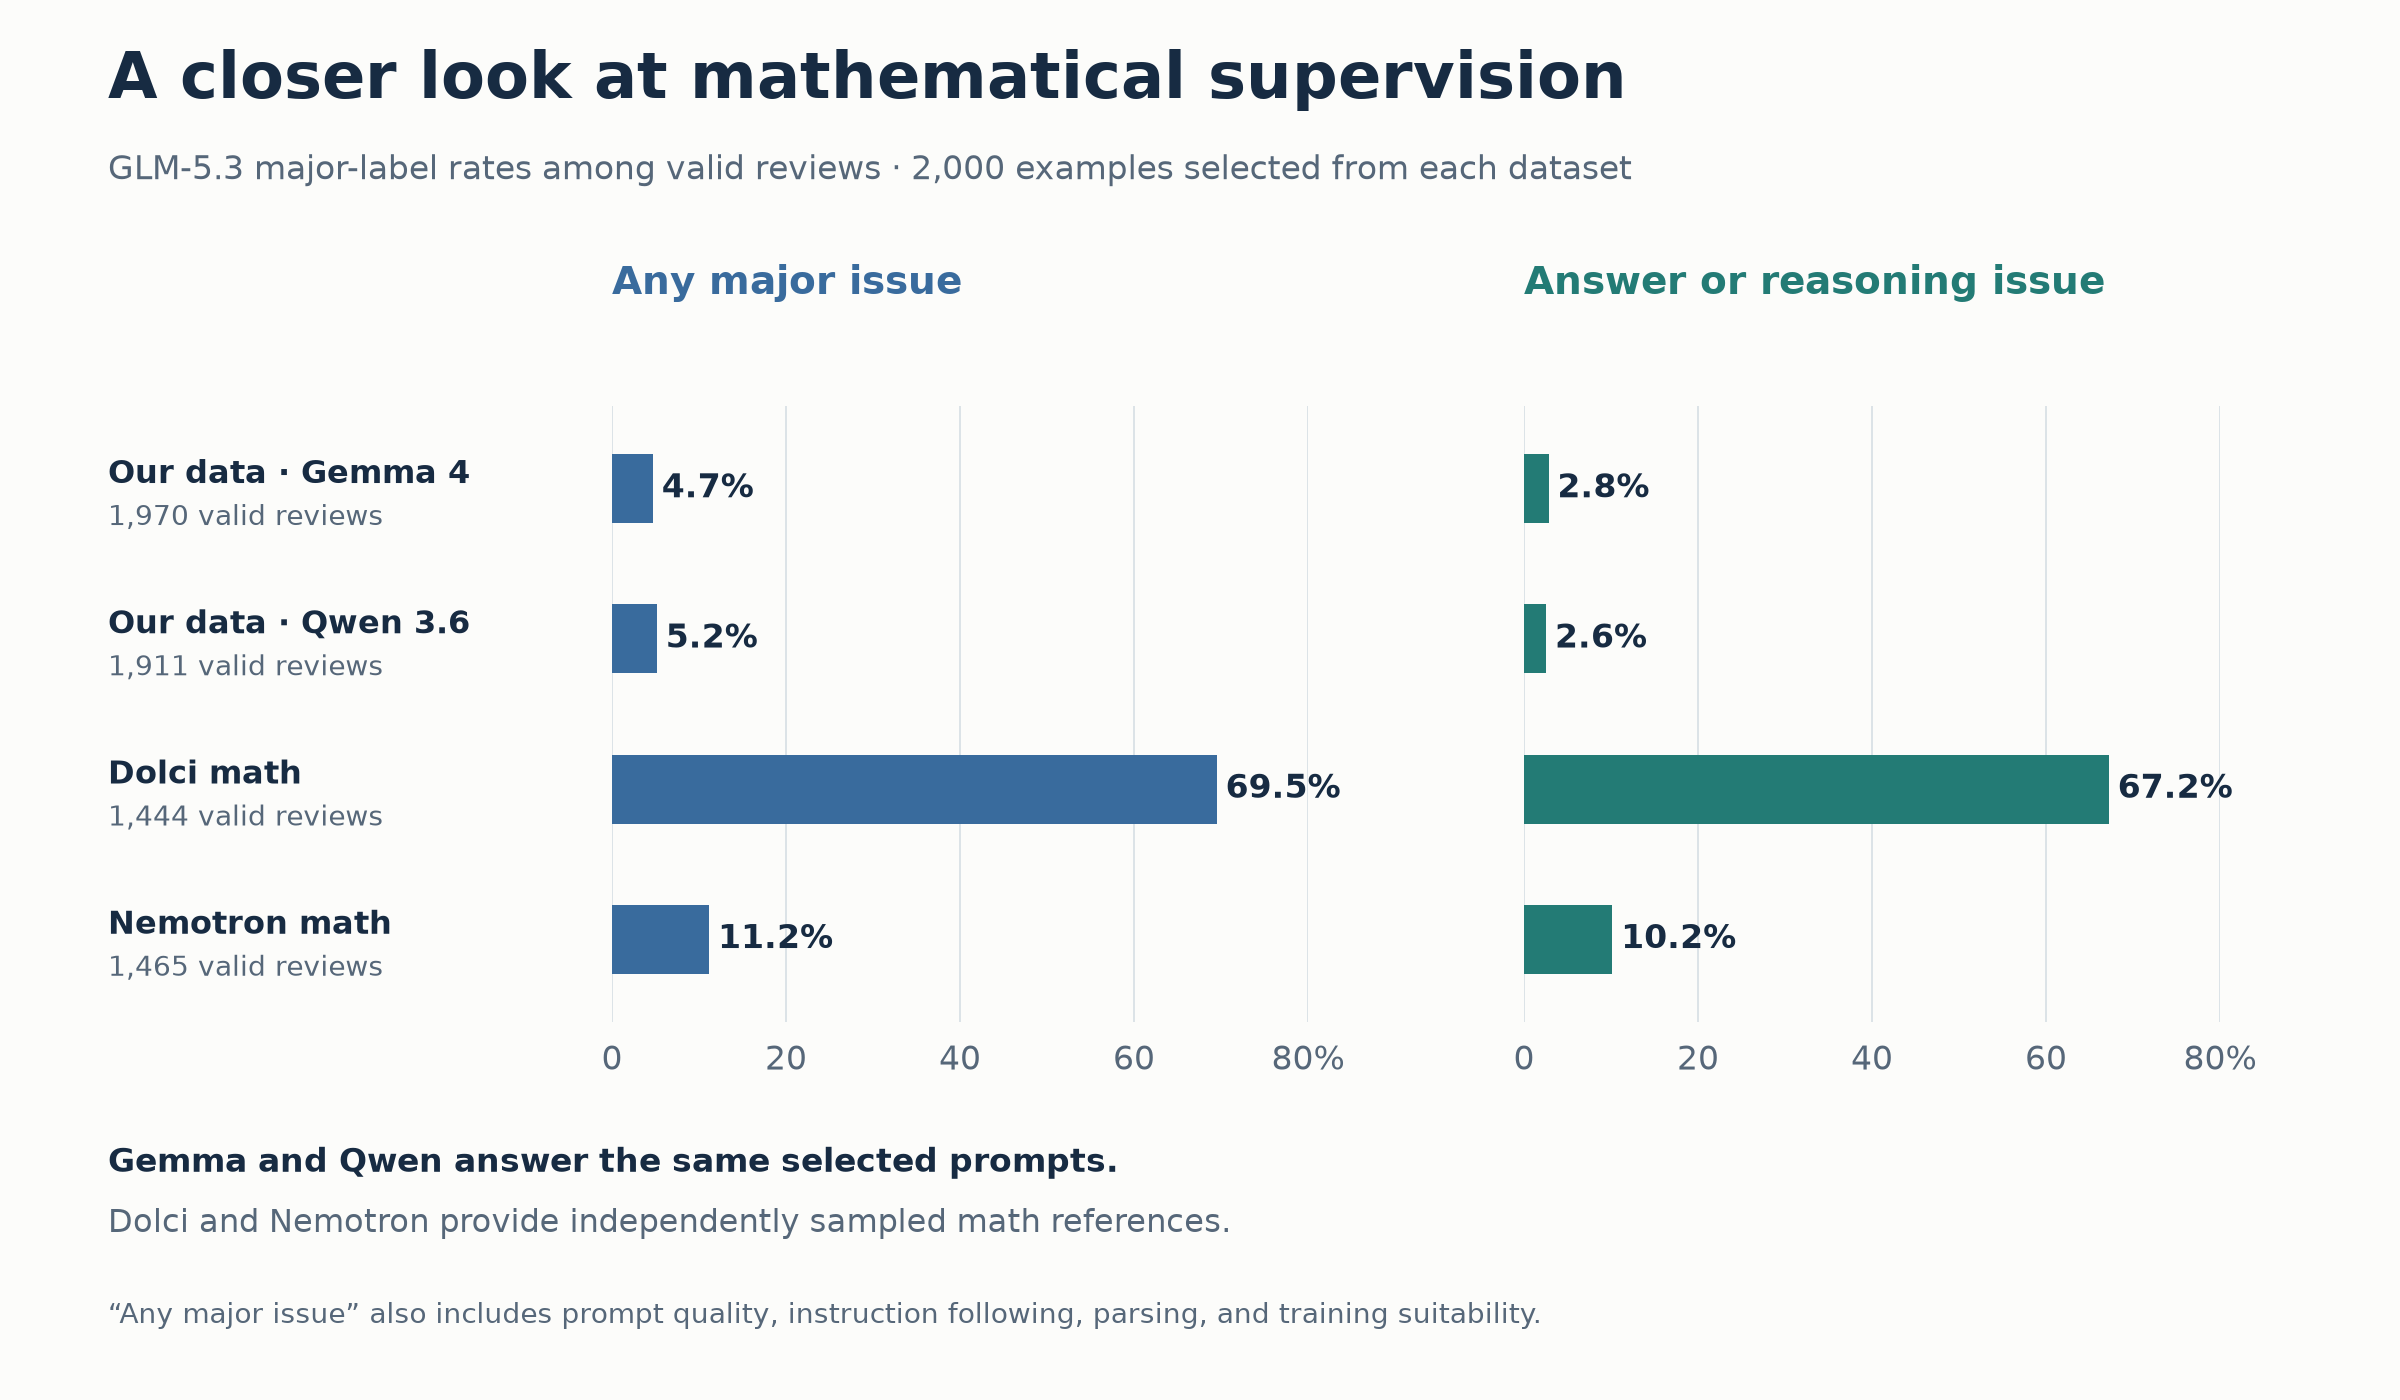 A closer look at mathematical supervision
GLM-5.3 major-label rates among valid reviews · 2,000 examples selected from each dataset
Any major issue
Answer or reasoning issue
Our data · Gemma 4
1,970 valid reviews
4.7%
2.8%
Our data · Qwen 3.6
1,911 valid reviews
5.2%
2.6%
Dolci math
1,444 valid reviews
69.5%
67.2%
Nemotron math
1,465 valid reviews
11.2%
10.2%
0 20 40 60 80%
0 20 40 60 80%
Gemma and Qwen answer the same selected prompts.
Dolci and Nemotron provide independently sampled math references.
“Any major issue” also includes prompt quality, instruction following, parsing, and training suitability.